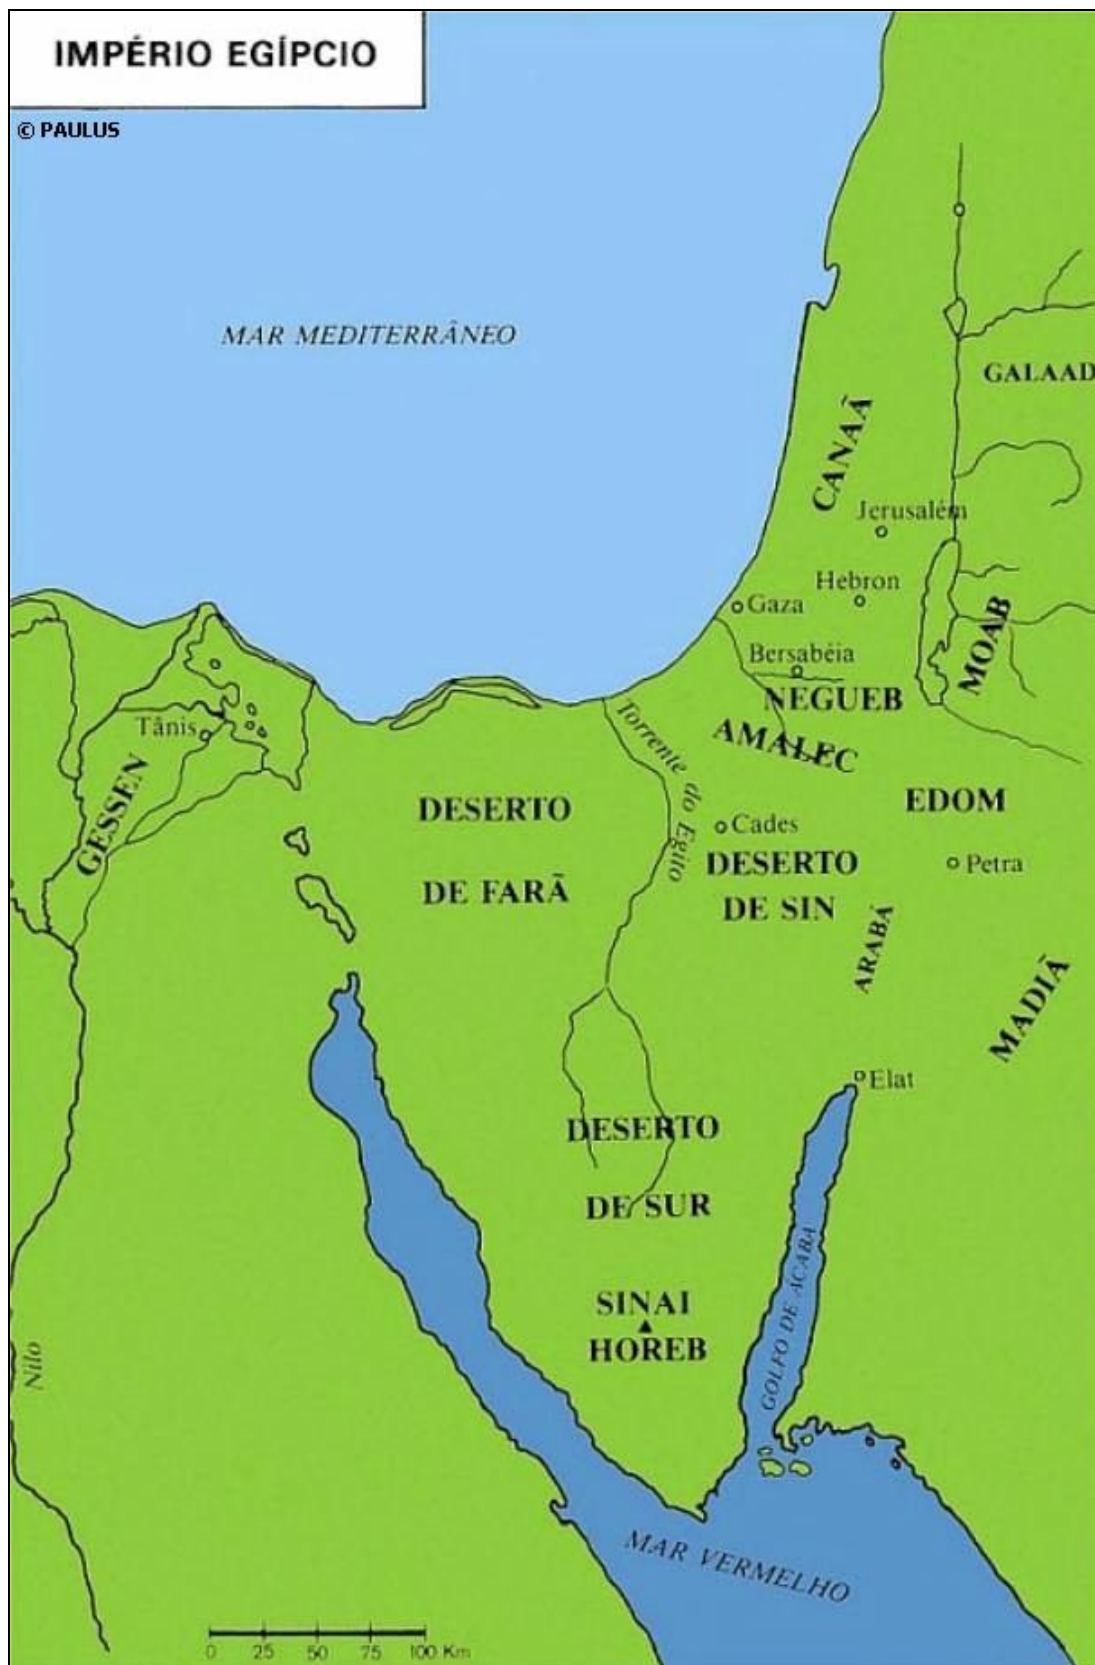 IMPÉRIO EGÍPCIO
© PAULUS
MAR MEDITERRÂNEO
GALAAD
CANAÃ
Jerusalém
Hebron
Gaza
MOAB
Bersabéia
NEGUEB
Tânis
Torrente do Egito
AMALEC
GESSEN
DESERTO
DE FARÃ
EDOM
Cades
DESERTO
DE SIN
Petra
ARABÁ
MADIÃ
Elat
DESERTO
DE SUR
SINAI
HOREB
GOLFO DE ÁCABA
Nilo
MAR VERMELHO
0 25 50 75 100 Km